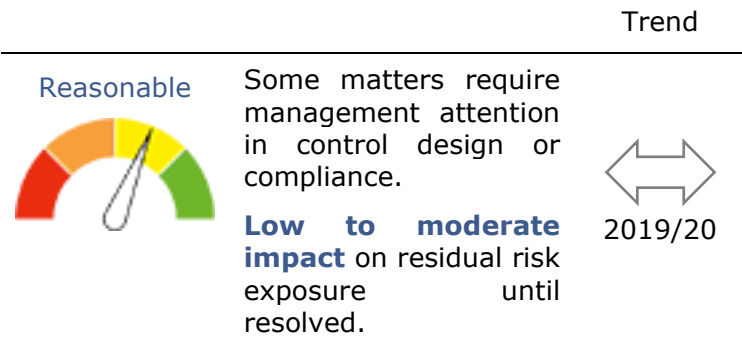 Trend
Reasonable
Some matters require
management attention
in control design or
compliance.
Low to moderate
impact on residual risk
exposure until
resolved.
2019/20